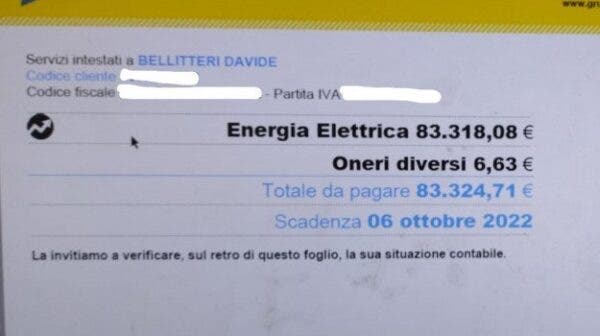 www.gru
Servizi intestati a BELLITTERI DAVIDE
Codice cliente
Codice fiscale - Partita IVA
Energia Elettrica 83.318,08 €
Oneri diversi 6,63 €
Totale da pagare 83.324,71 €
Scadenza 06 ottobre 2022
La invitiamo a verificare, sul retro di questo foglio, la sua situazione contabile.